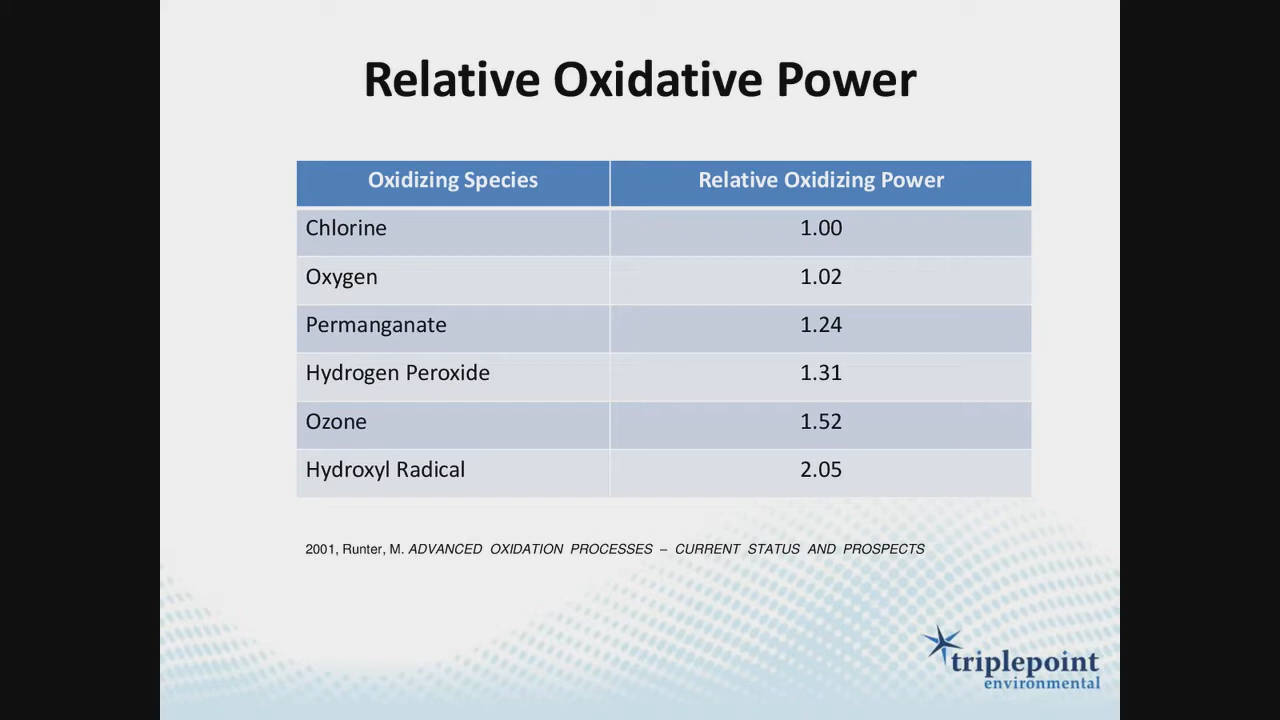 Relative Oxidative Power
Oxidizing Species Relative Oxidizing Power
Chlorine 1.00
Oxygen 1.02
Permanganate 1.24
Hydrogen Peroxide 1.31
Ozone 1.52
Hydroxyl Radical 2.05
2001, Runter, M. ADVANCED OXIDATION PROCESSES – CURRENT STATUS AND PROSPECTS
triplepoint
environmental